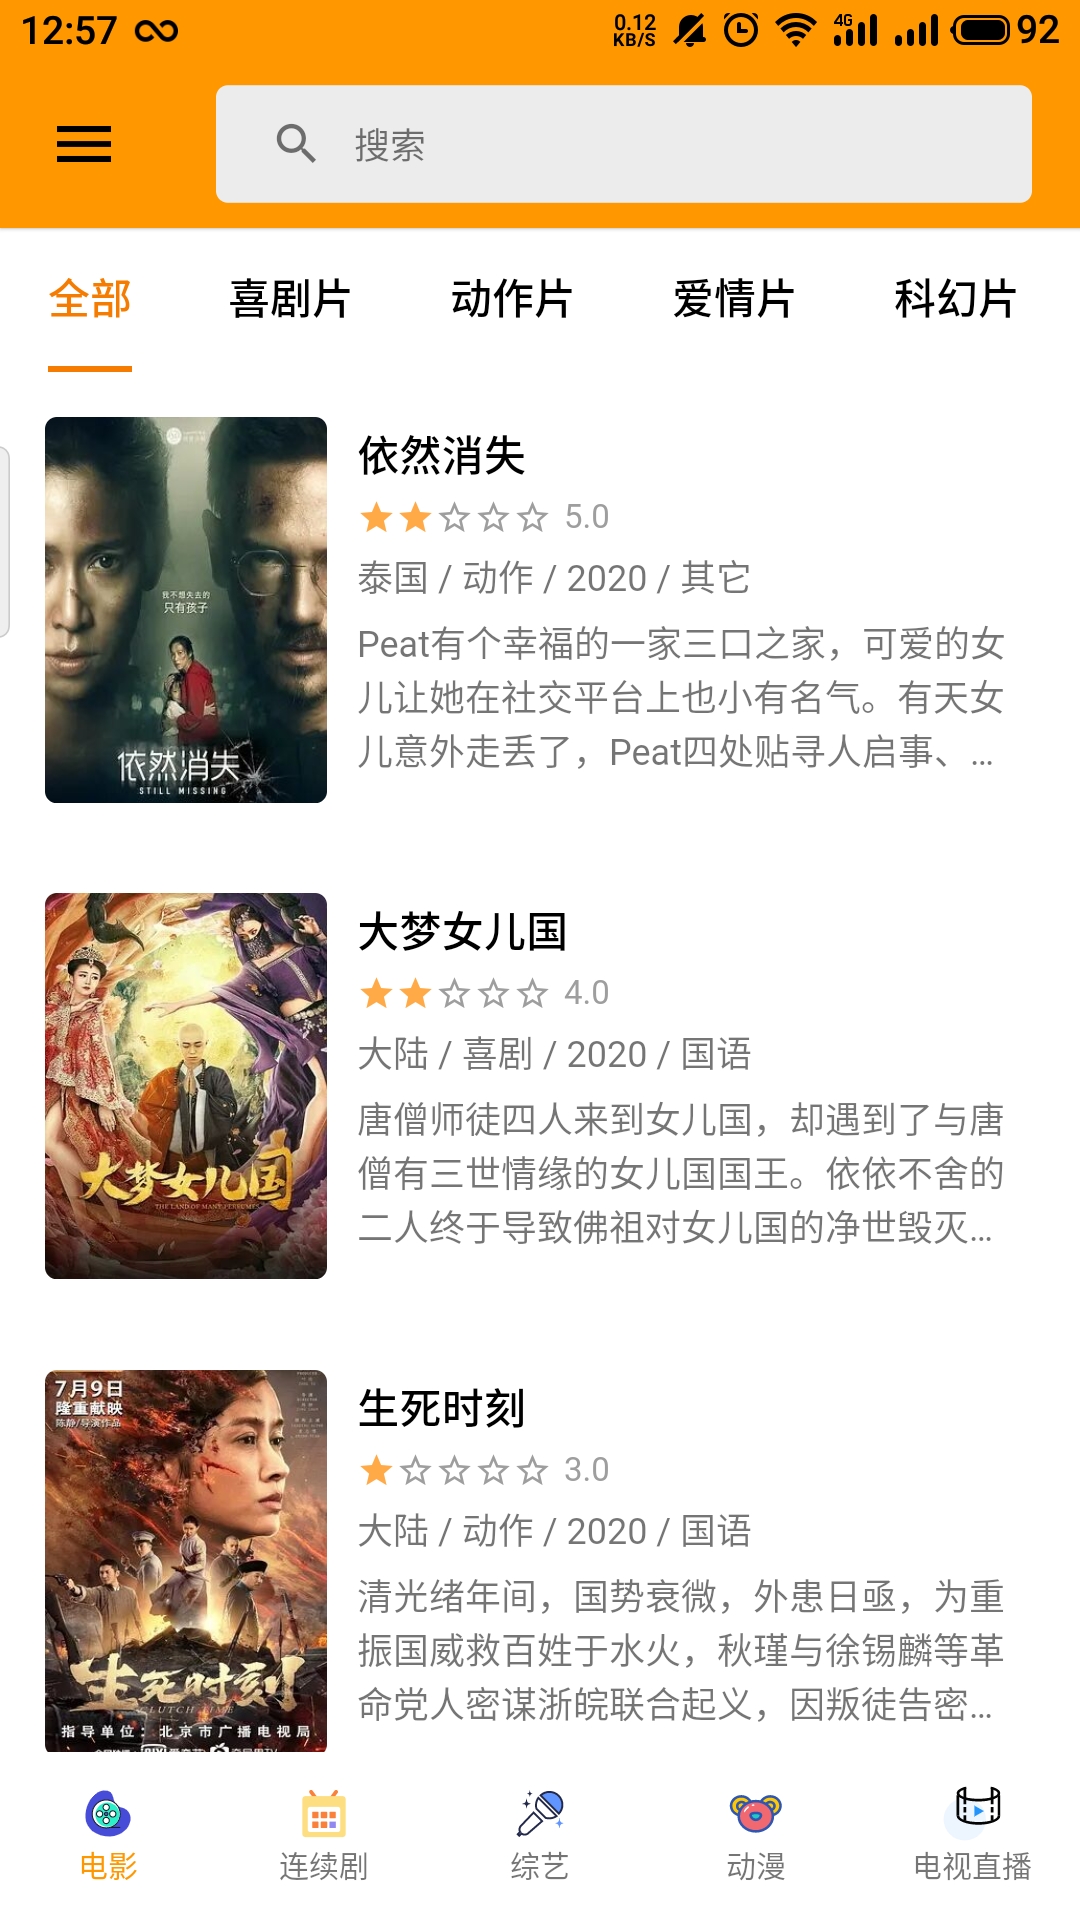 12:57
0.12 KB/S
4G
92
搜索
全部 喜剧片 动作片 爱情片 科幻片
我不想失去的
只有孩子
依然消失
STILL MISSING
依然消失
5.0
泰国 / 动作 / 2020 / 其它
Peat有个幸福的一家三口之家，可爱的女
儿让她在社交平台上也小有名气。有天女
儿意外走丢了，Peat四处贴寻人启事、...
大梦女儿国
THE LAND OF MANY PERFUMES
大梦女儿国
4.0
大陆 / 喜剧 / 2020 / 国语
唐僧师徒四人来到女儿国，却遇到了与唐
僧有三世情缘的女儿国国王。依依不舍的
二人终于导致佛祖对女儿国的净世毁灭...
7月9日
隆重献映
陈静/导演作品
生死时刻
CLUTCH TIME
指导单位：北京市广播电视局
生死时刻
3.0
大陆 / 动作 / 2020 / 国语
清光绪年间，国势衰微，外患日亟，为重
振国威救百姓于水火，秋瑾与徐锡麟等革
命党人密谋浙皖联合起义，因叛徒告密...
电影 连续剧 综艺 动漫 电视直播